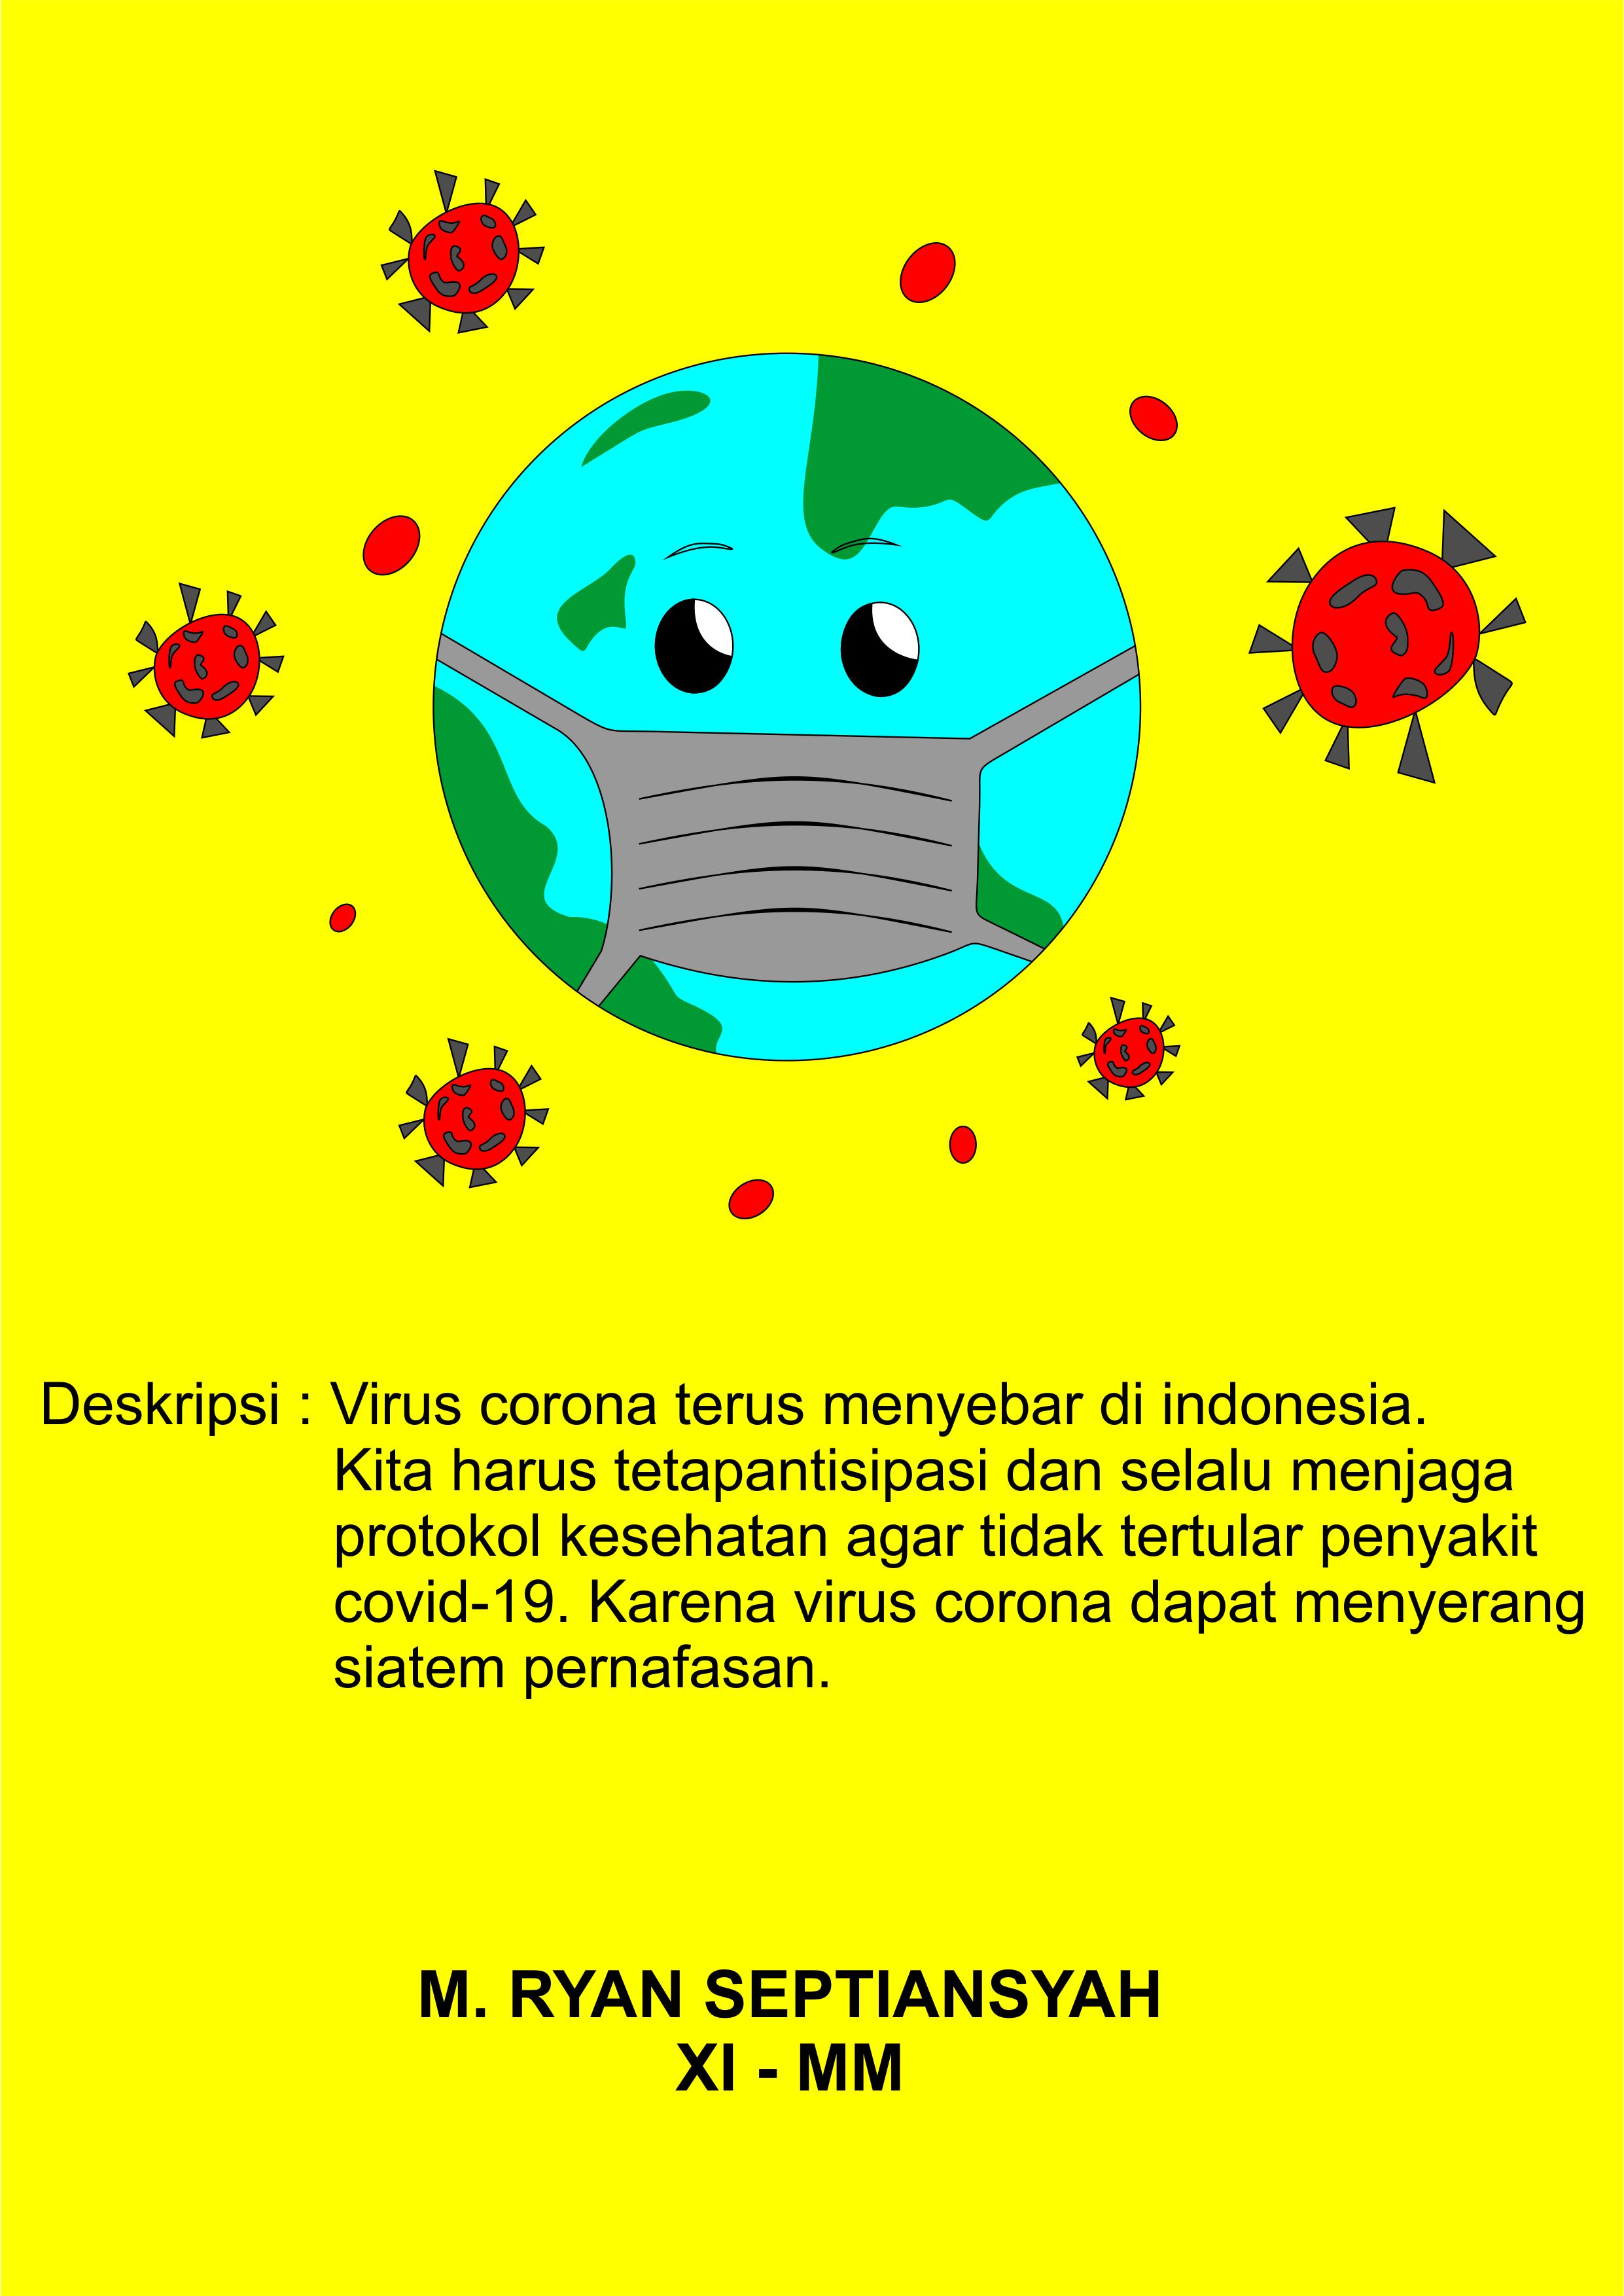 Deskripsi : Virus corona terus menyebar di indonesia.
Kita harus tetapantisipasi dan selalu menjaga
protokol kesehatan agar tidak tertular penyakit
covid-19. Karena virus corona dapat menyerang
siatem pernafasan.
M. RYAN SEPTIANSYAH
XI - MM